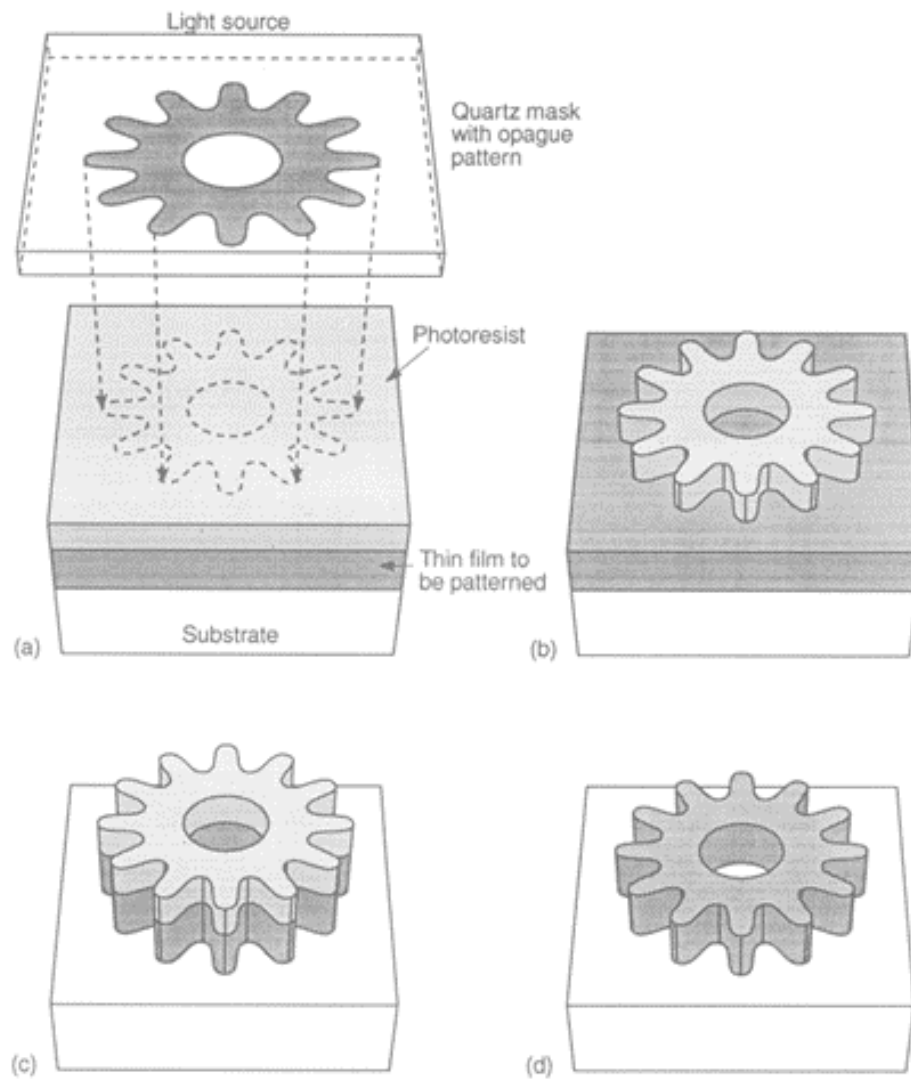 Light source
Quartz mask
with opague
pattern
Photoresist
Thin film to
be patterned
Substrate
(a)
(b)
(c)
(d)